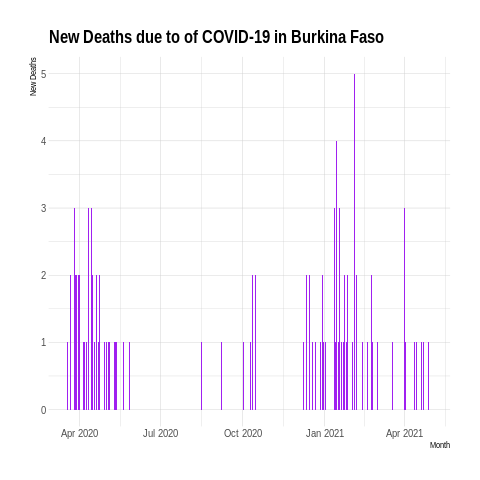 New Deaths due to of COVID-19 in Burkina Faso
New Deaths
5
4
3
2
1
0
Apr 2020 Jul 2020 Oct 2020 Jan 2021 Apr 2021
Month